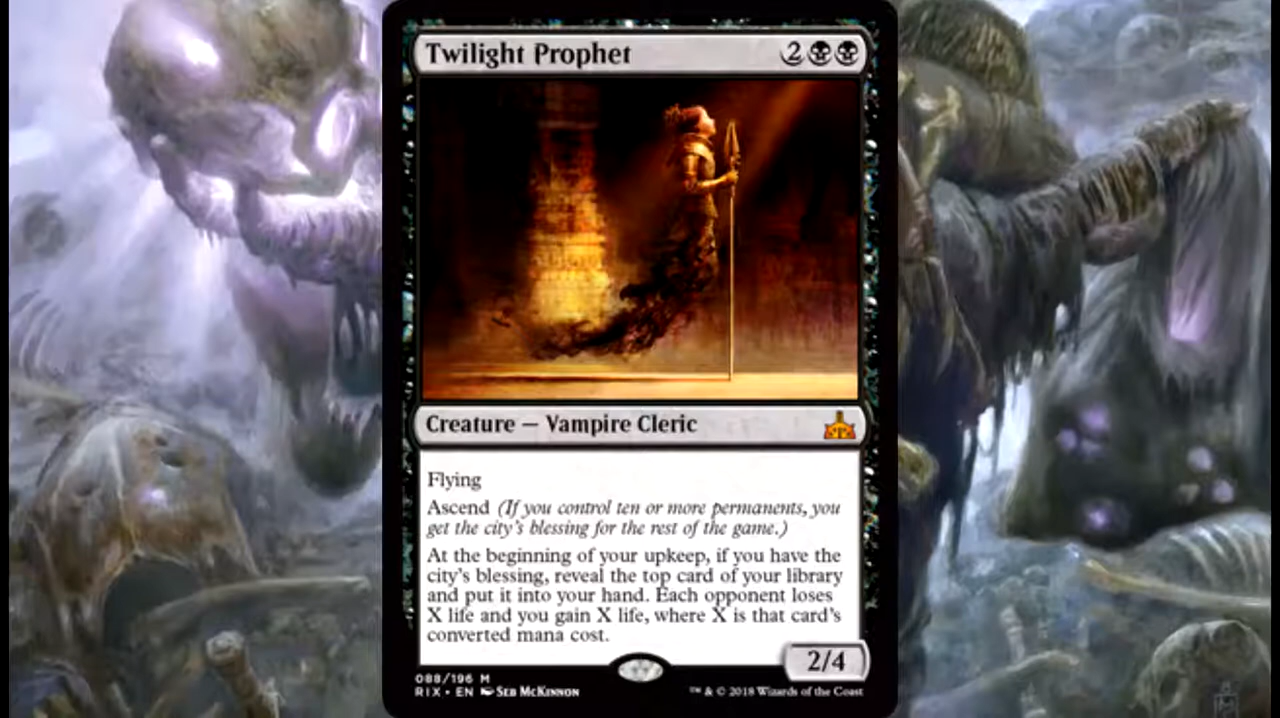 Twilight Prophet 2
Creature — Vampire Cleric
Flying
Ascend (If you control ten or more permanents, you
get the city's blessing for the rest of the game.)
At the beginning of your upkeep, if you have the
city's blessing, reveal the top card of your library
and put it into your hand. Each opponent loses
X life and you gain X life, where X is that card's
converted mana cost.
2/4
088/196 M
RIX • EN SEB MCKINNON ™ & © 2018 Wizards of the Coast